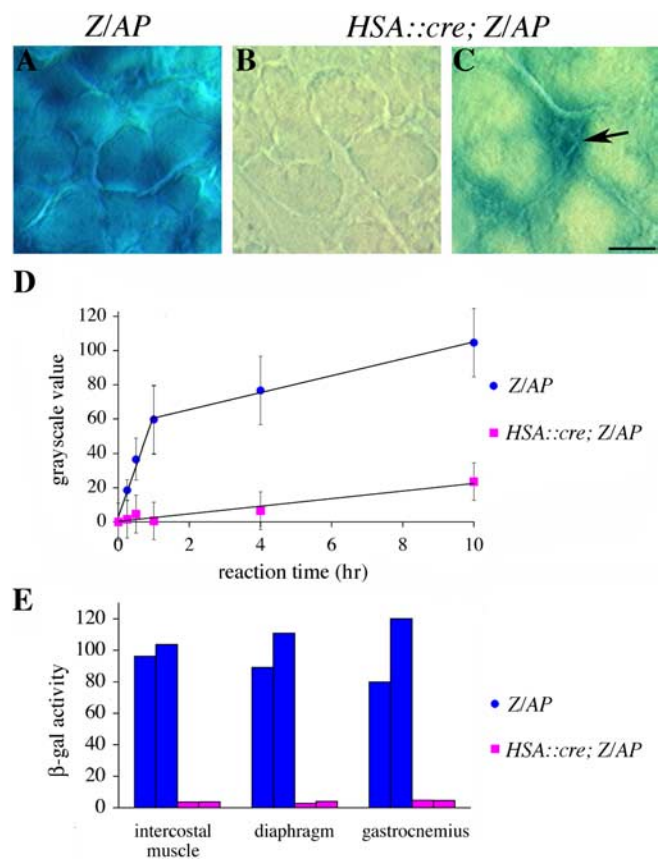 Z/AP HSA::cre; Z/AP
A B C
D
120
100
80
60
40
20
0
grayscale value
0 2 4 6 8 10
reaction time (hr)
Z/AP
HSA::cre; Z/AP
E
120
100
80
60
40
20
0
β-gal activity
intercostal muscle
diaphragm
gastrocnemius
Z/AP
HSA::cre; Z/AP